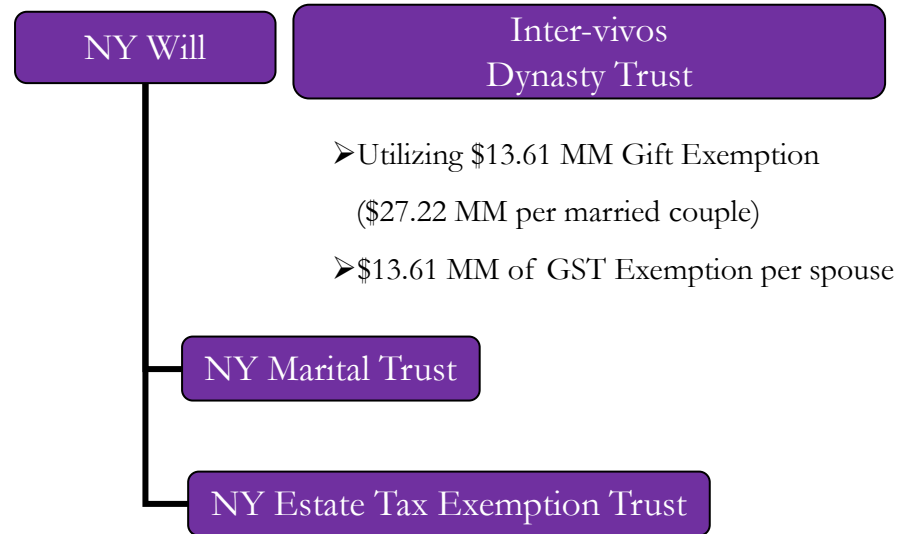 NY Will
Inter-vivos
Dynasty Trust
➢Utilizing $13.61 MM Gift Exemption
($27.22 MM per married couple)
➢$13.61 MM of GST Exemption per spouse
NY Marital Trust
NY Estate Tax Exemption Trust